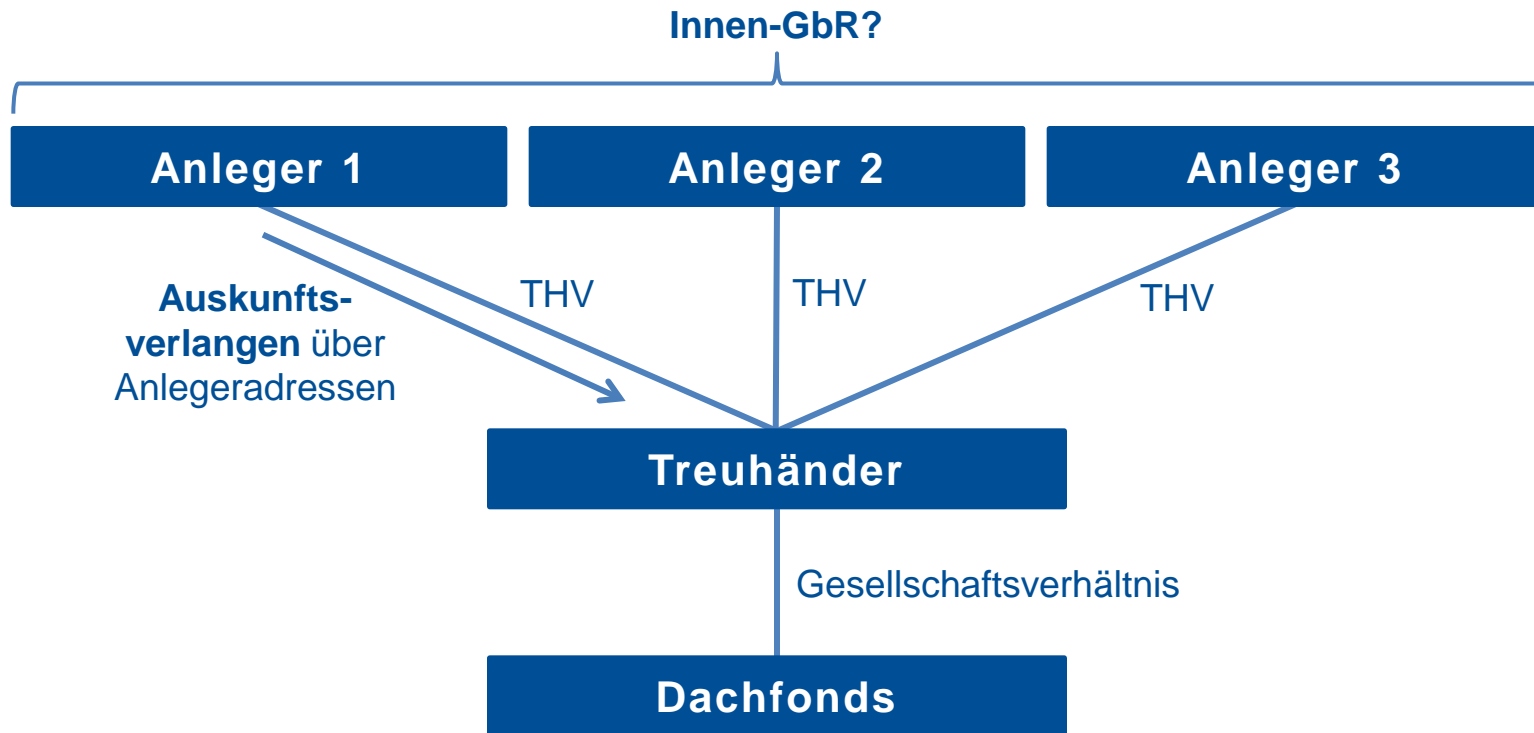 Innen-GbR?
Anleger 1
Anleger 2
Anleger 3
Auskunfts-
verlangen über
Anlegeradressen
THV
THV
THV
Treuhänder
Gesellschaftsverhältnis
Dachfonds